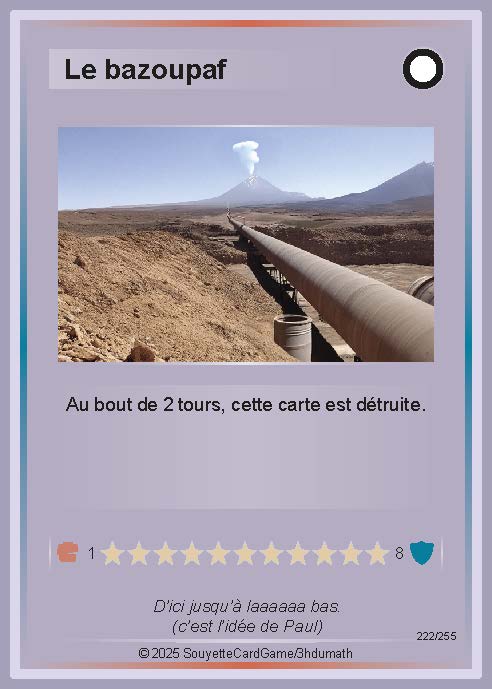 Le bazoupaf
Au bout de 2 tours, cette carte est détruite.
1 8
D'ici jusqu'à laaaaaa bas.
(c'est l'idée de Paul)
222/255
© 2025 SouyetteCardGame/3hdumath